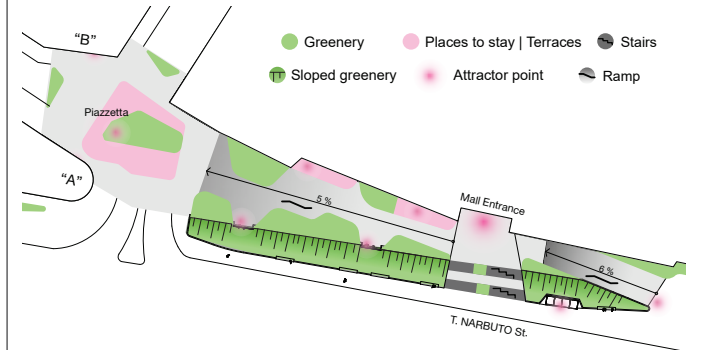 "B"
Greenery
Places to stay | Terraces
Stairs
Sloped greenery
Attractor point
Ramp
Piazzetta
"A"
5 %
Mall Entrance
6 %
T. NARBUTO St.